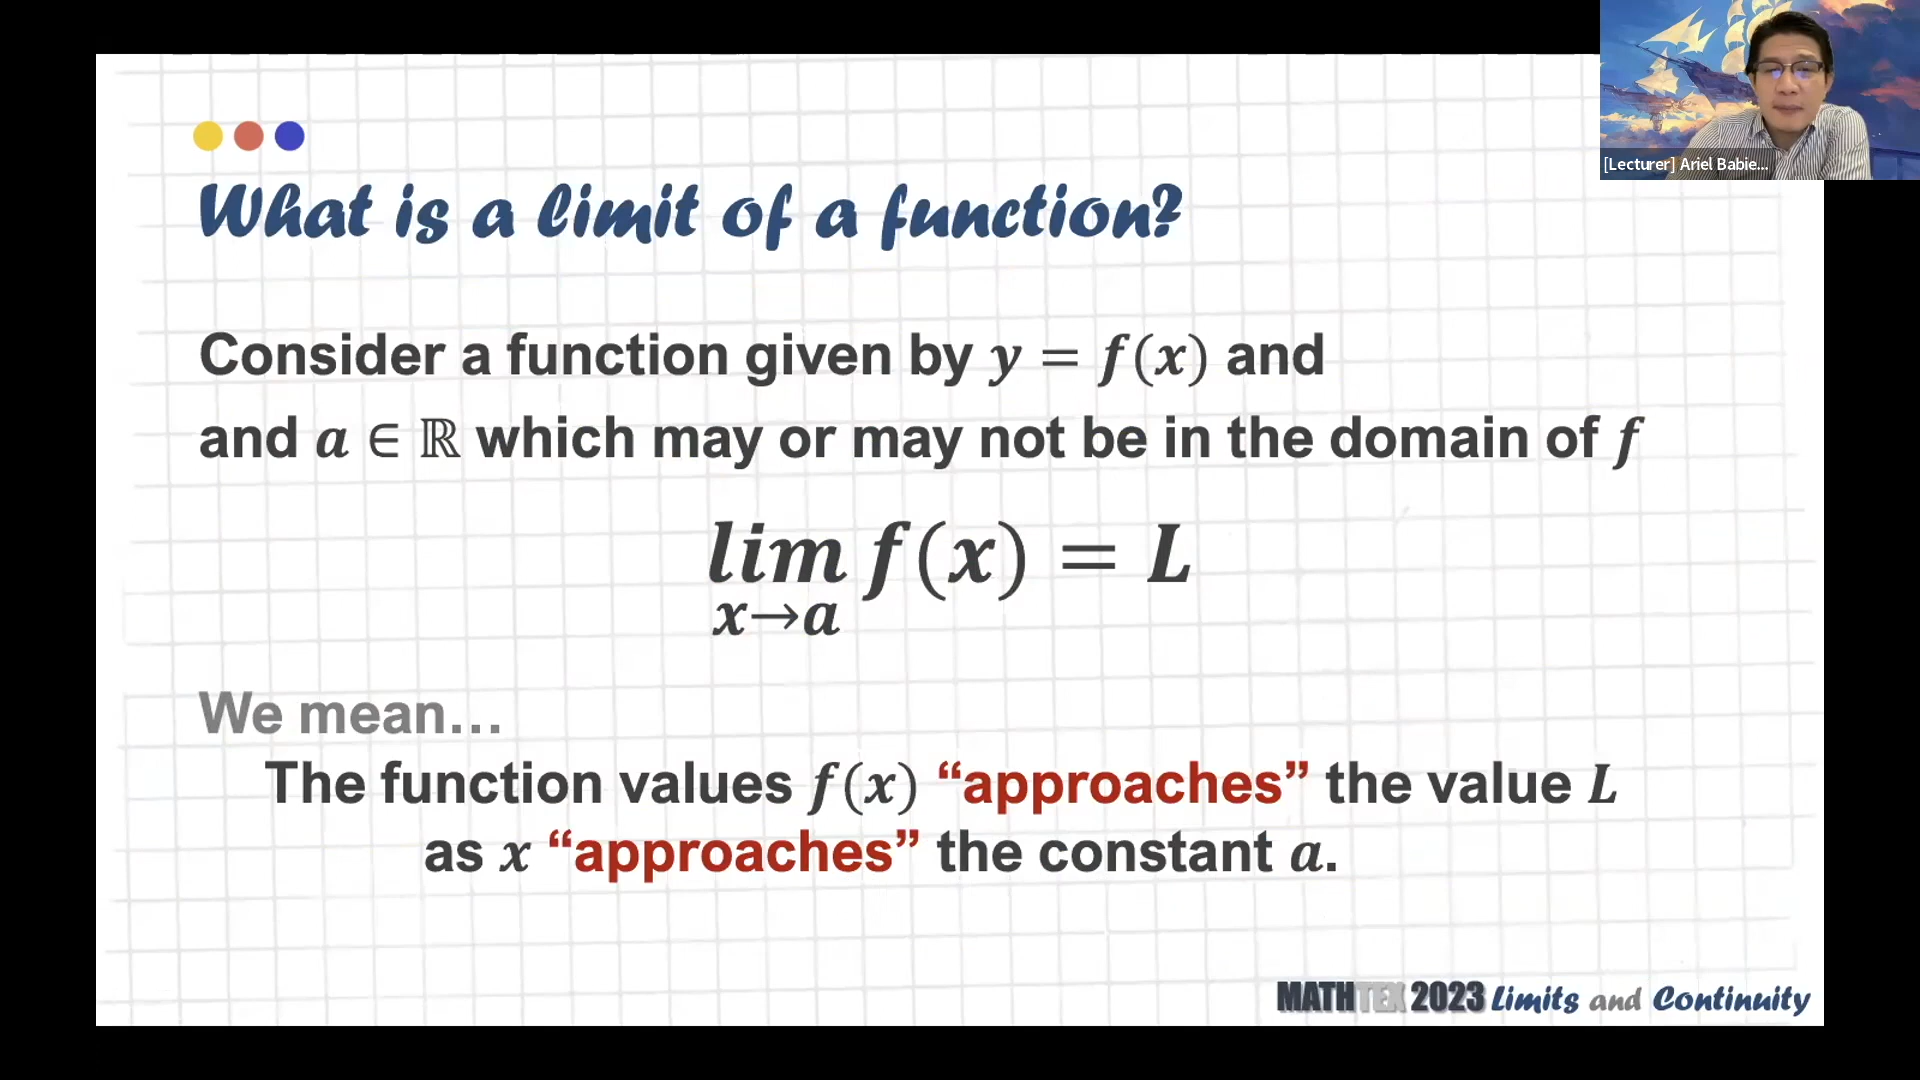 [Lecturer] Ariel Babie...
What is a limit of a function?
Consider a function given by y = f(x) and
and a ∈ ℝ which may or may not be in the domain of f
lim f(x) = L
x→a
We mean…
The function values f(x) “approaches” the value L
as x “approaches” the constant a.
MATHTEX 2023 Limits and Continuity